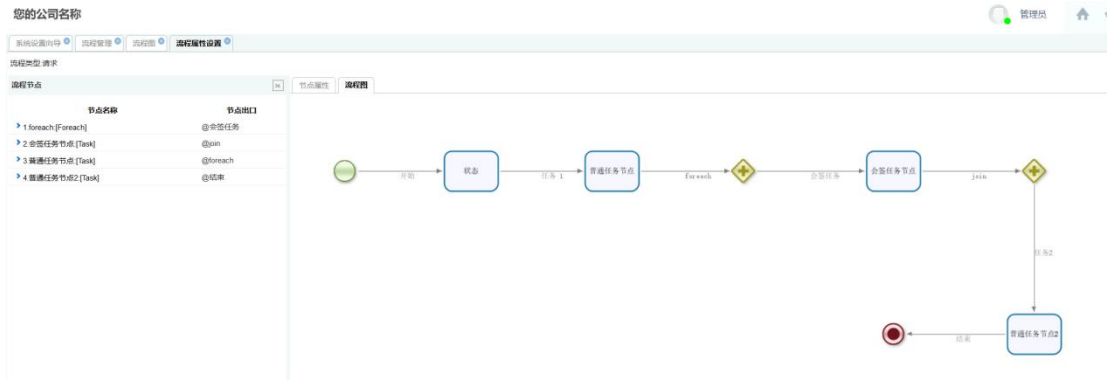 您的公司名称
管理员
系统设置向导
流程管理
流程图
流程属性设置
流程类型:请求
流程节点
节点属性
流程图
节点名称 节点出口
1.foreach:[Foreach] @会签任务
2.会签任务节点:[Task] @join
3.普通任务节点:[Task] @foreach
4.普通任务节点2:[Task] @结束
开始
状态
任务 1
普通任务节点
foreach
会签任务
会签任务节点
join
任务2
普通任务节点2
结束